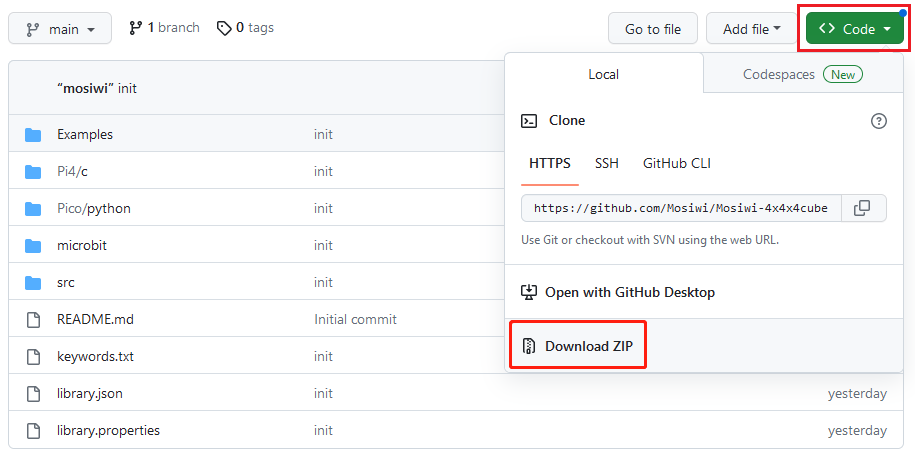 main 1 branch 0 tags Go to file Add file Code
Local Codespaces New
"mosiwi" init
Clone
Examples init
HTTPS SSH GitHub CLI
Pi4/c init
Pico/python init
https://github.com/Mosiwi/Mosiwi-4x4x4cube
microbit init
Use Git or checkout with SVN using the web URL.
src init
Open with GitHub Desktop
README.md Initial commit
Download ZIP
keywords.txt init
library.json init yesterday
library.properties init yesterday